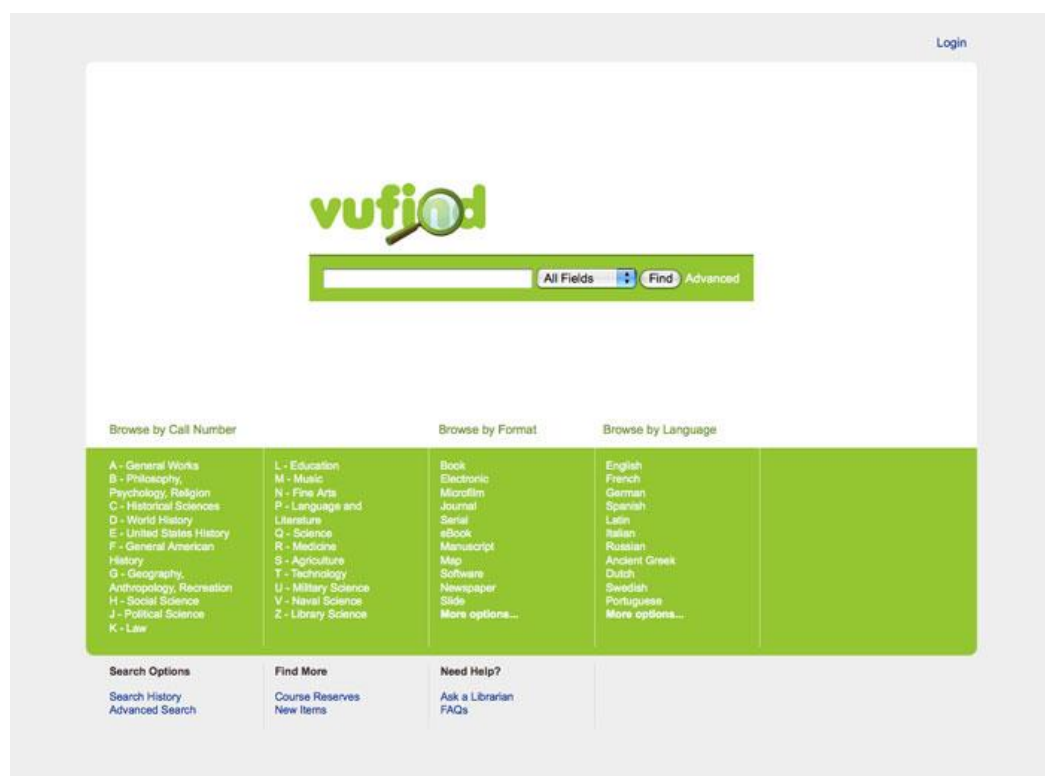 Login
vufind
All Fields
Find
Advanced
Browse by Call Number
Browse by Format
Browse by Language
A - General Works
B - Philosophy,
Psychology, Religion
C - Historical Sciences
D - World History
E - United States History
F - General American
History
G - Geography,
Anthropology, Recreation
H - Social Science
J - Political Science
K - Law
L - Education
M - Music
N - Fine Arts
P - Language and
Literature
Q - Science
R - Medicine
S - Agriculture
T - Technology
U - Military Science
V - Naval Science
Z - Library Science
Book
Electronic
Microfilm
Journal
Serial
eBook
Manuscript
Map
Software
Newspaper
Slide
More options...
English
French
German
Spanish
Latin
Italian
Russian
Ancient Greek
Dutch
Swedish
Portuguese
More options...
Search Options
Search History
Advanced Search
Find More
Course Reserves
New Items
Need Help?
Ask a Librarian
FAQs